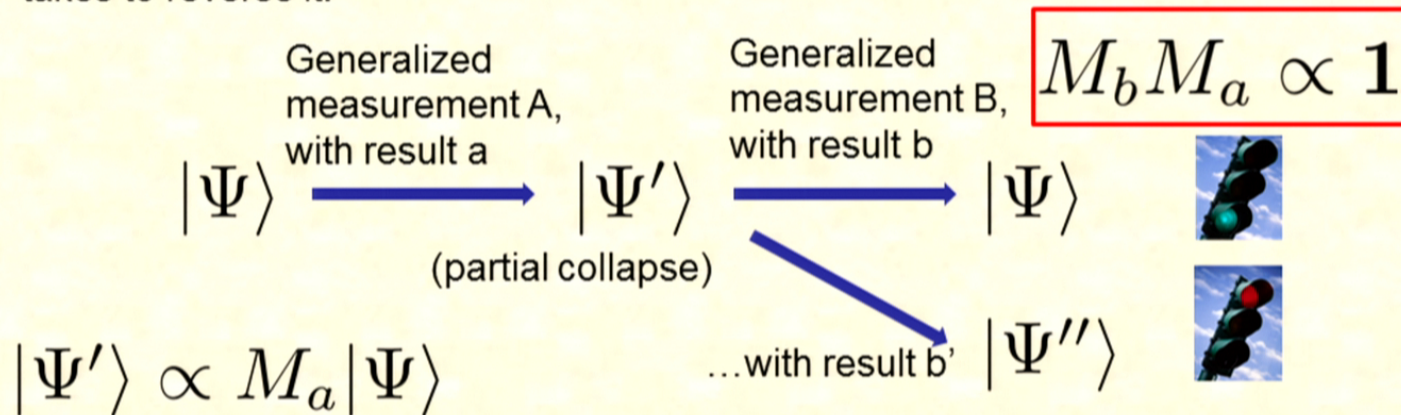 Generalized
measurement A,
with result a
Generalized
measurement B,
with result b
M_b M_a ∝ 1
|Ψ⟩
|Ψ′⟩
|Ψ⟩
(partial collapse)
…with result b’
|Ψ′′⟩
|Ψ′⟩ ∝ M_a|Ψ⟩